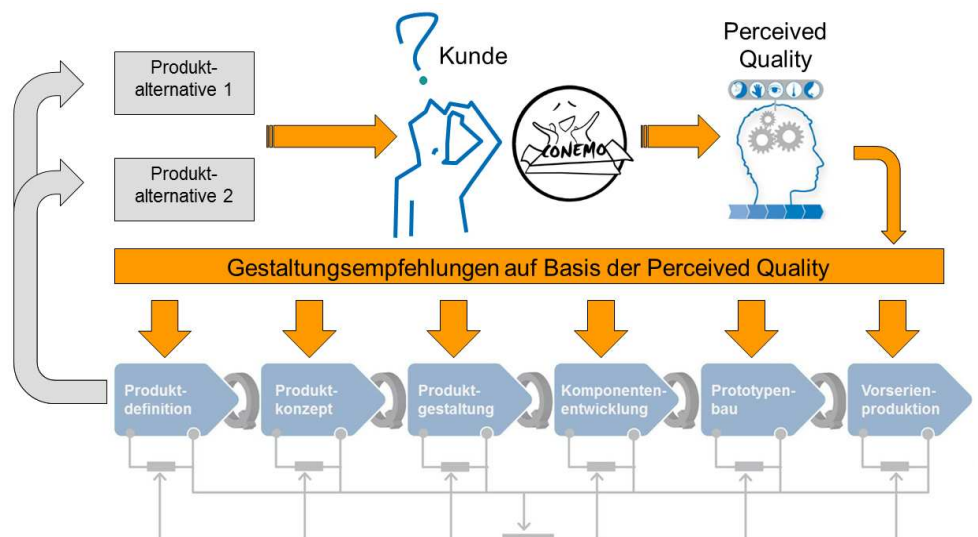 Produkt-
alternative 1
Produkt-
alternative 2
Kunde
CONEMO
Perceived
Quality
Gestaltungsempfehlungen auf Basis der Perceived Quality
Produkt-
definition
Produkt-
konzept
Produkt-
gestaltung
Komponenten-
entwicklung
Prototypen-
bau
Vorserien-
produktion